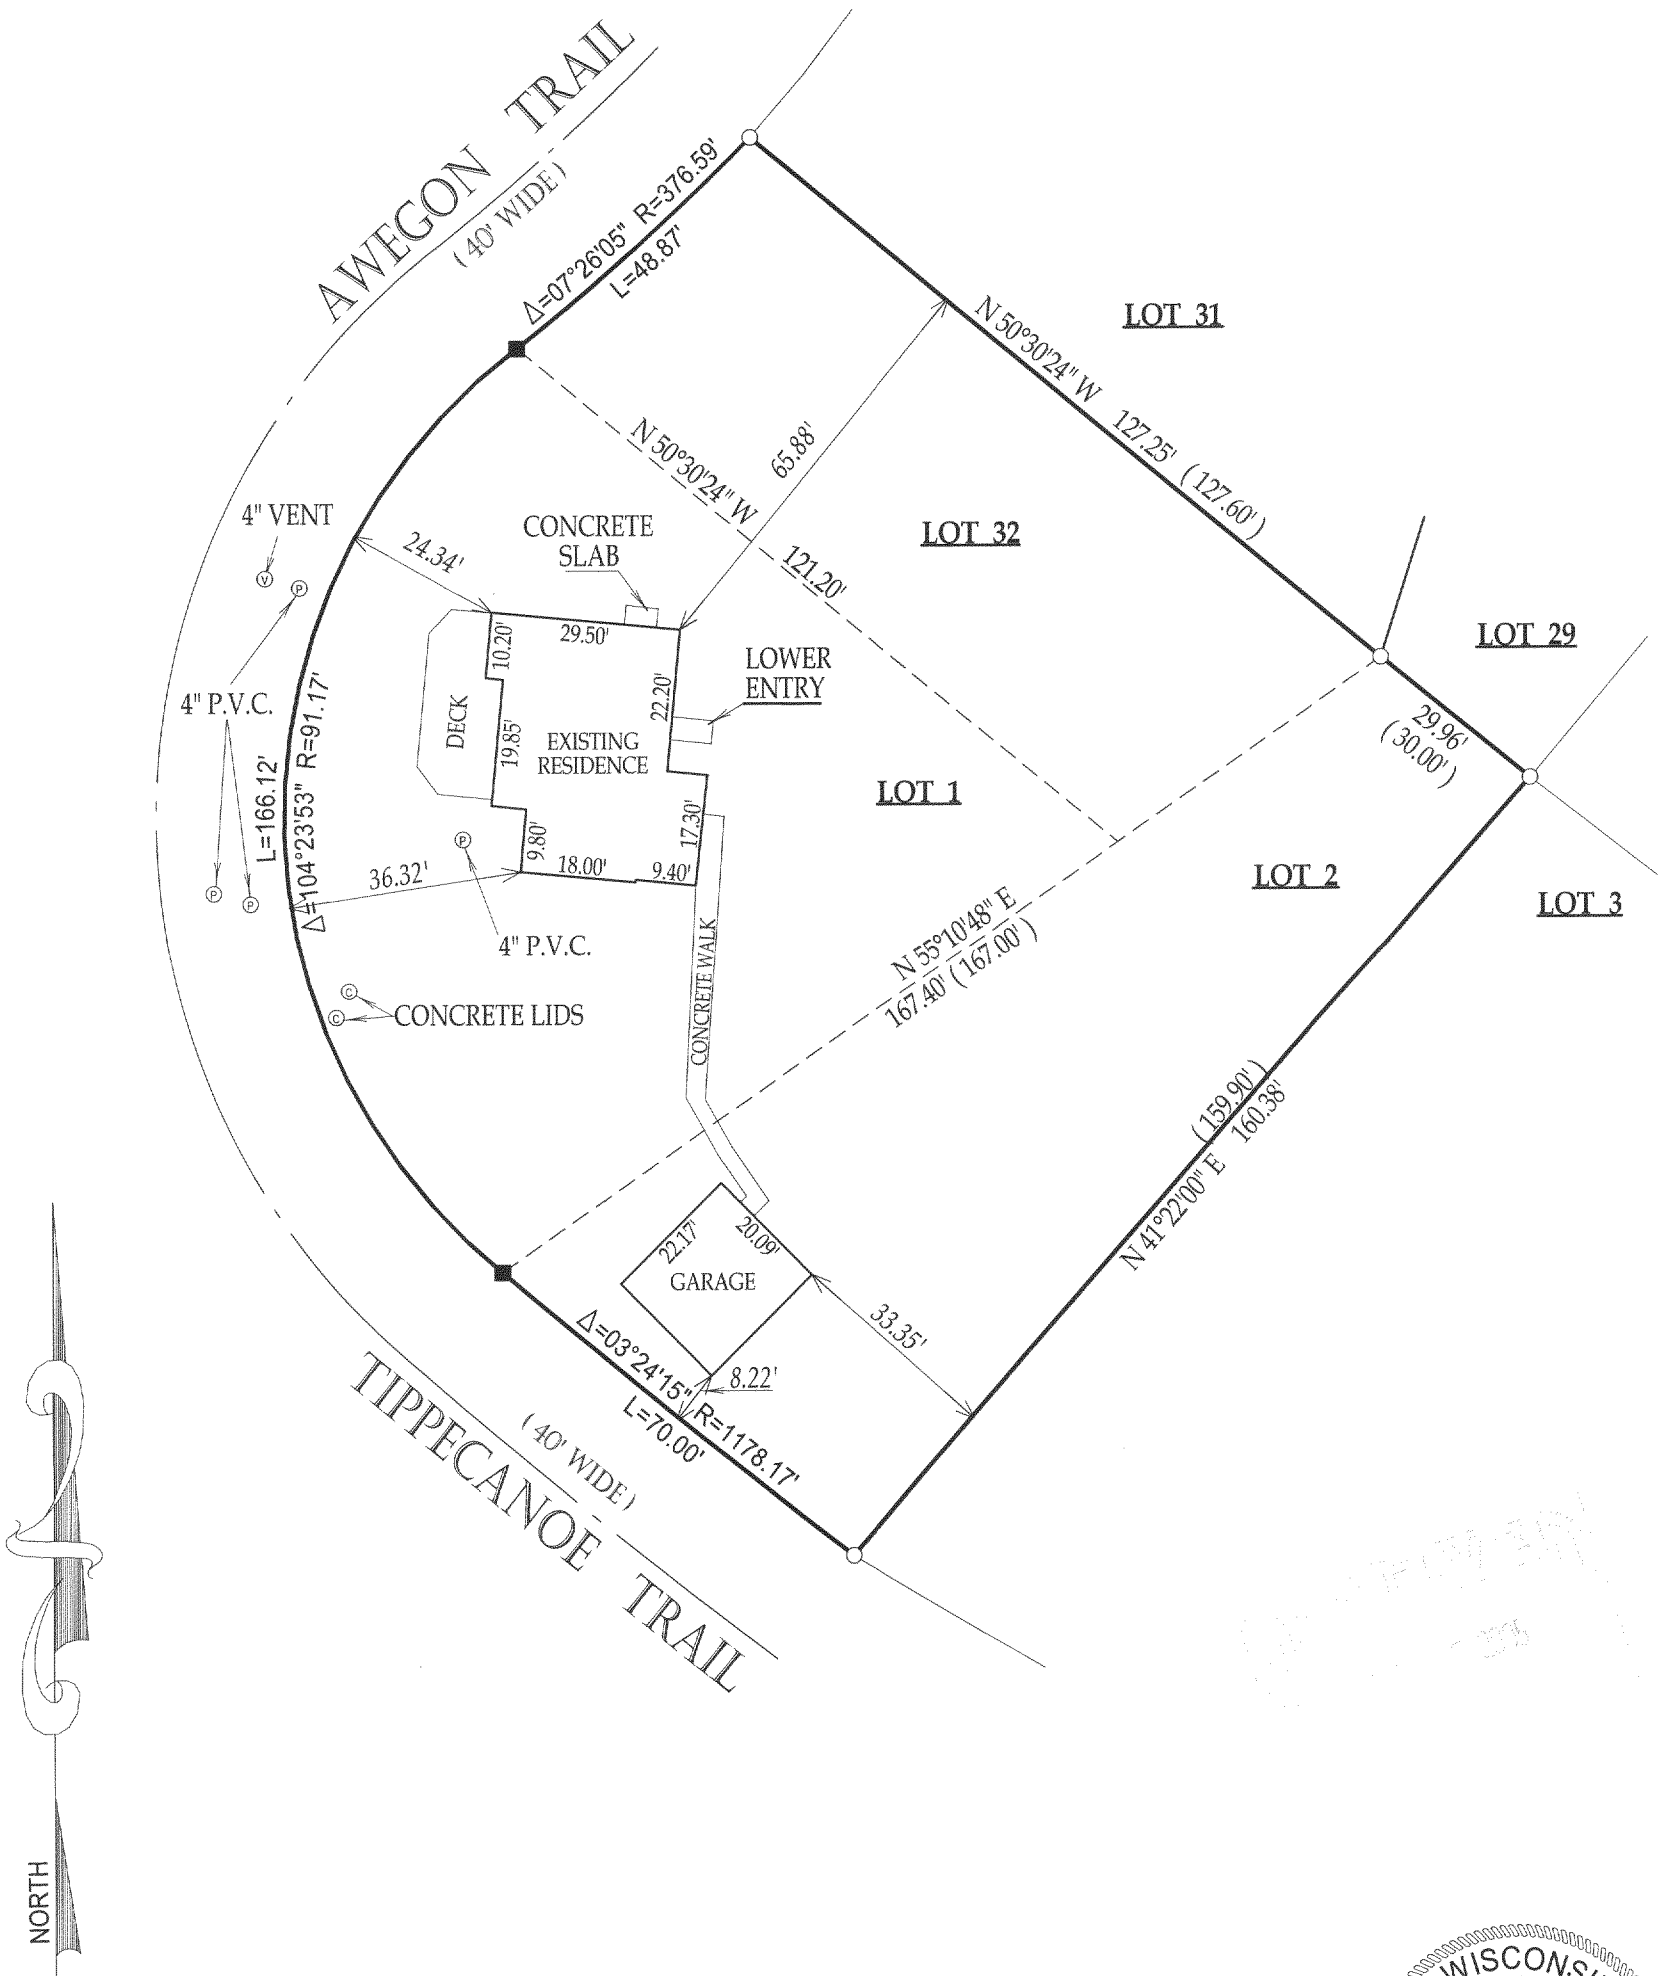 AWEGON TRAIL
( 40' WIDE )
Δ=07°26'05" R=376.59'
L=48.87'
LOT 31
N 50°30'24" W 127.25' ( 127.60' )
N 50°30'24" W 121.20'
65.88'
LOT 32
4" VENT
V
P
24.34'
CONCRETE
SLAB
29.50'
10.20'
LOWER
ENTRY
22.20'
LOT 29
29.96'
( 30.00' )
4" P.V.C.
DECK
19.85'
EXISTING
RESIDENCE
LOT 1
L=166.12'
Δ=104°23'53" R=91.17'
17.30'
9.80'
18.00'
9.40'
P
36.32'
P
P
4" P.V.C.
LOT 2
LOT 3
N 55°10'48" E
167.40' ( 167.00' )
C
C
CONCRETE LIDS
CONCRETE WALK
( 159.90' )
N 41°22'00" E 160.38'
22.17'
20.09'
GARAGE
33.35'
8.22'
Δ=03°24'15" R=1178.17'
L=70.00'
( 40' WIDE )
TIPPECANOE TRAIL
NORTH